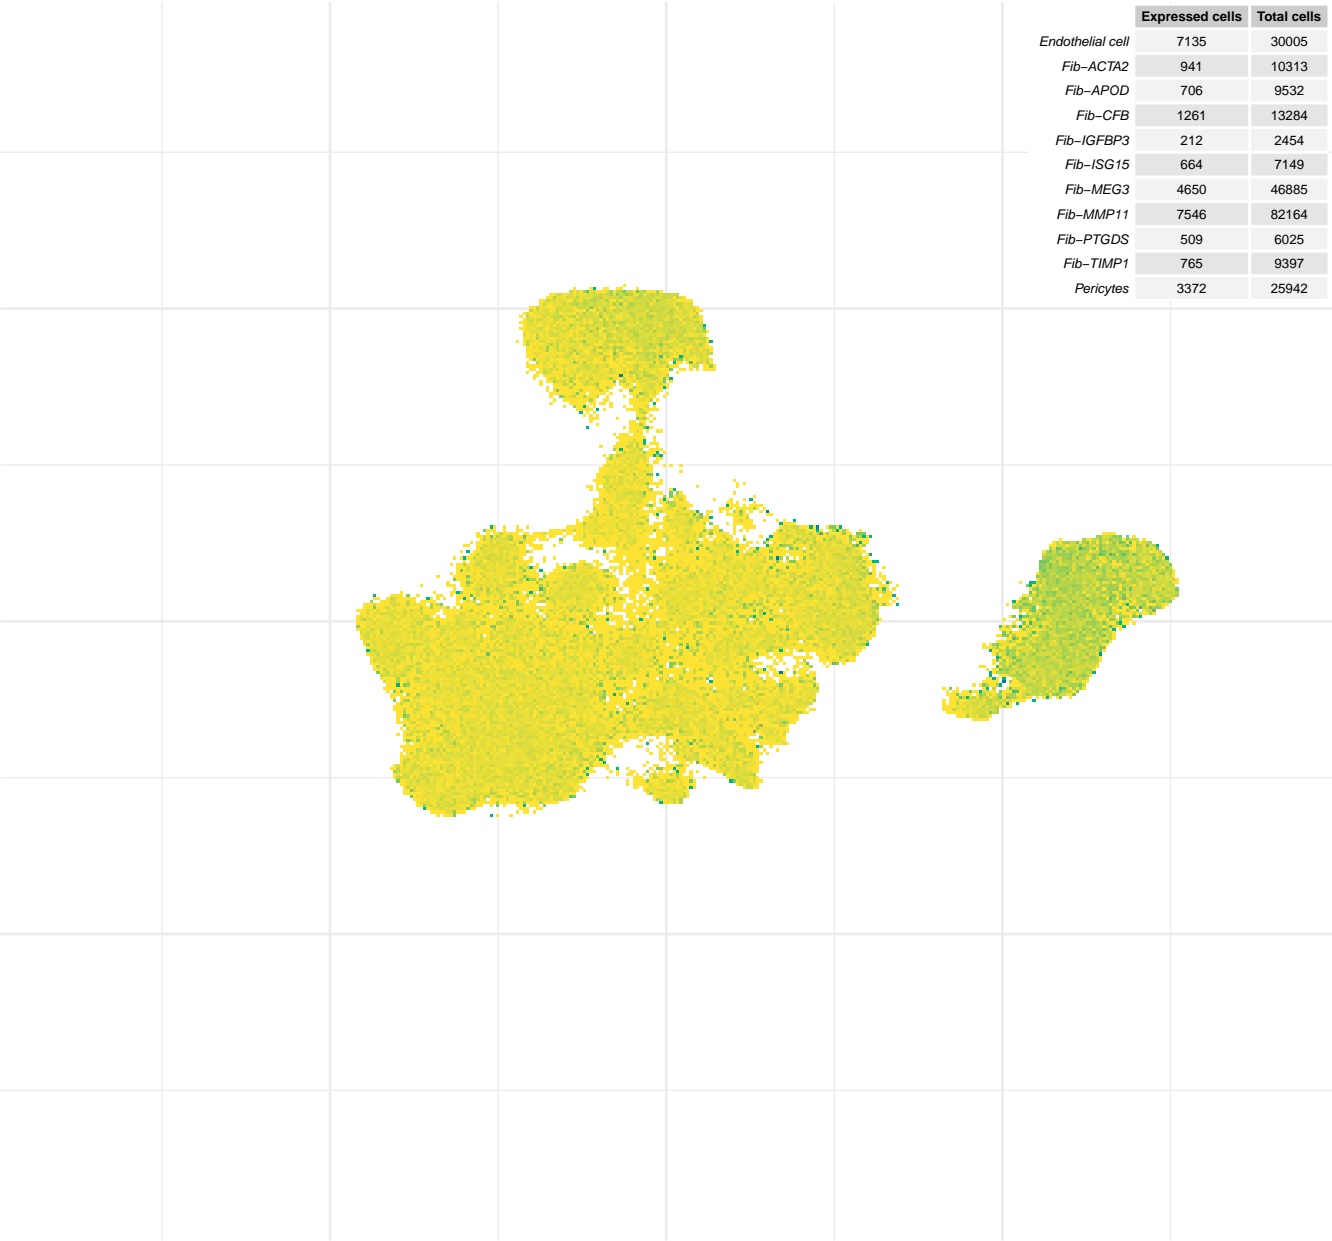 Expressed cells Total cells
Endothelial cell 7135 30005
Fib−ACTA2 941 10313
Fib−APOD 706 9532
Fib−CFB 1261 13284
Fib−IGFBP3 212 2454
Fib−ISG15 664 7149
Fib−MEG3 4650 46885
Fib−MMP11 7546 82164
Fib−PTGDS 509 6025
Fib−TIMP1 765 9397
Pericytes 3372 25942